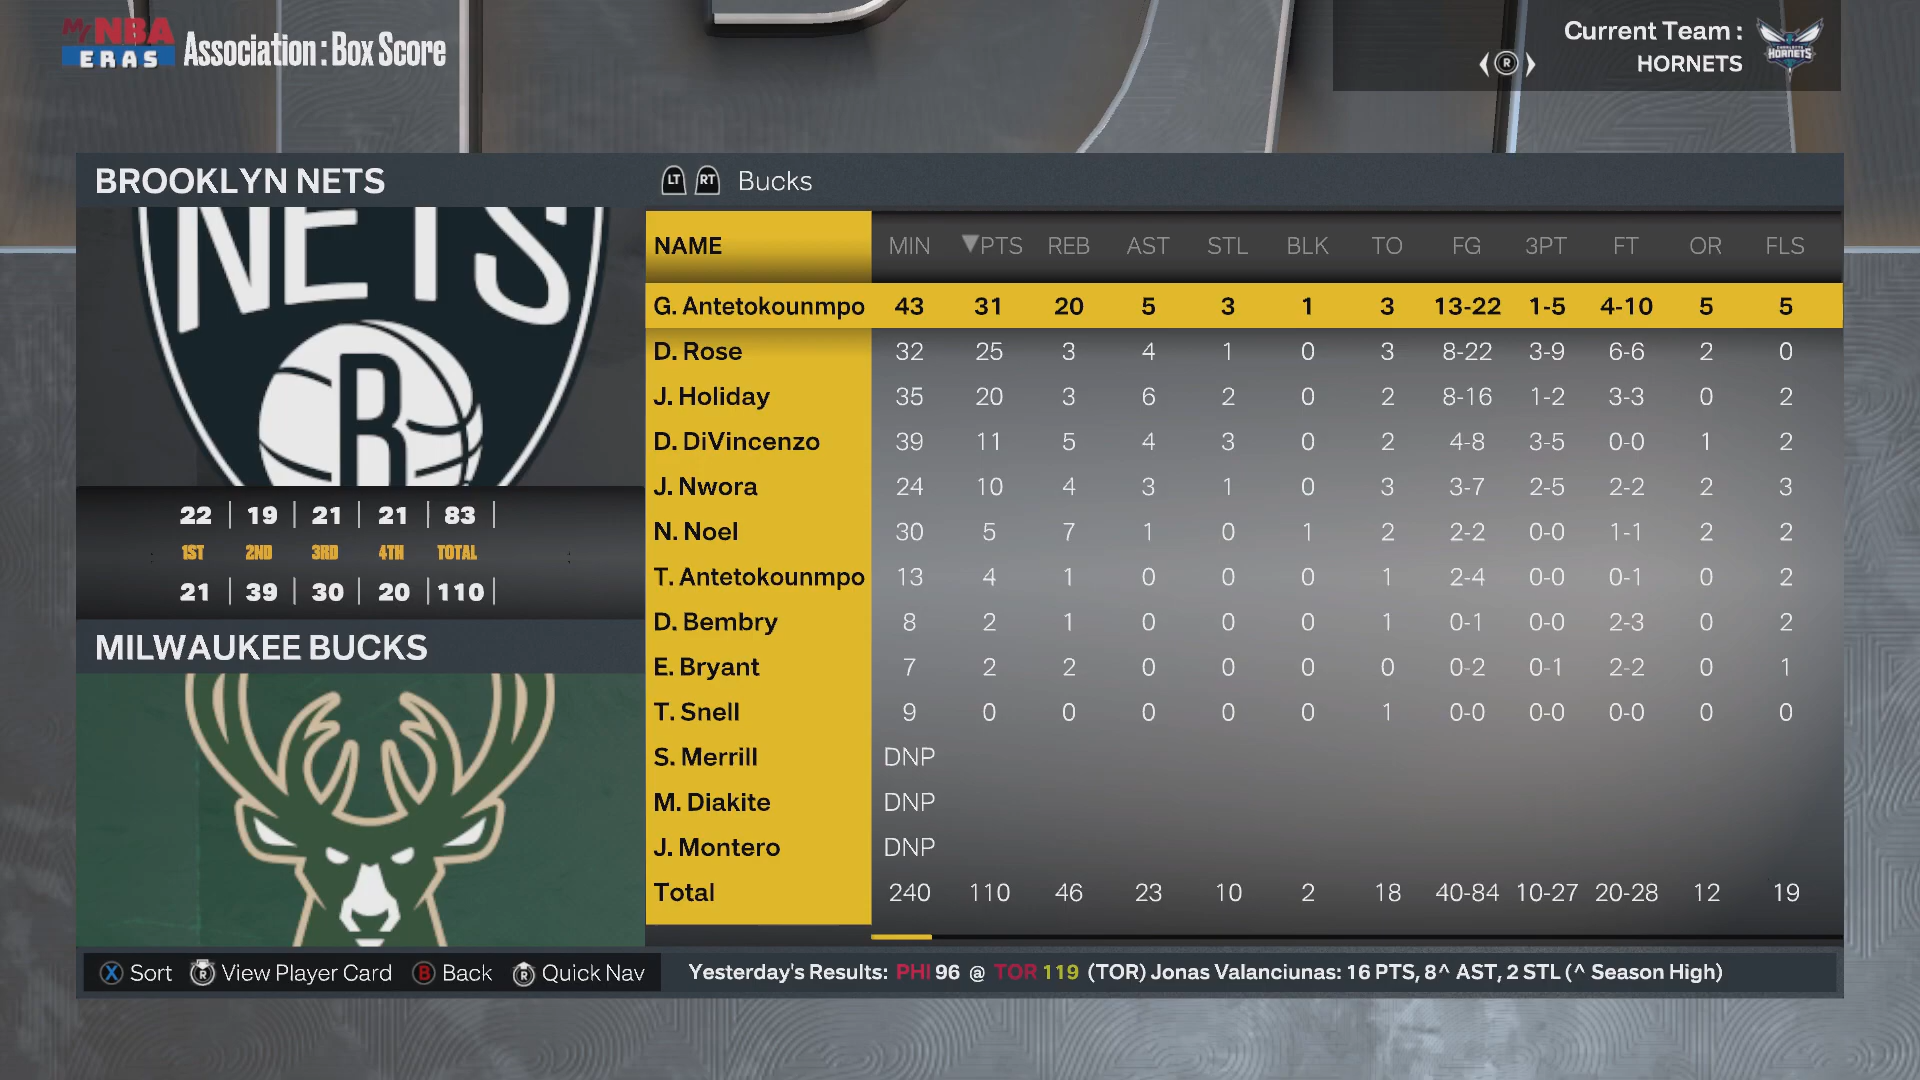 My NBA ERAS Association: Box Score
Current Team :
HORNETS
CHARLOTTE HORNETS
R
BROOKLYN NETS
NETS
B
22 | 19 | 21 | 21 | 83 |
1ST 2ND 3RD 4TH TOTAL
21 | 39 | 30 | 20 | 110 |
MILWAUKEE BUCKS
LT RT Bucks
NAME MIN ▼PTS REB AST STL BLK TO FG 3PT FT OR FLS
G. Antetokounmpo 43 31 20 5 3 1 3 13-22 1-5 4-10 5 5
D. Rose 32 25 3 4 1 0 3 8-22 3-9 6-6 2 0
J. Holiday 35 20 3 6 2 0 2 8-16 1-2 3-3 0 2
D. DiVincenzo 39 11 5 4 3 0 2 4-8 3-5 0-0 1 2
J. Nwora 24 10 4 3 1 0 3 3-7 2-5 2-2 2 3
N. Noel 30 5 7 1 0 1 2 2-2 0-0 1-1 2 2
T. Antetokounmpo 13 4 1 0 0 0 1 2-4 0-0 0-1 0 2
D. Bembry 8 2 1 0 0 0 1 0-1 0-0 2-3 0 2
E. Bryant 7 2 2 0 0 0 0 0-2 0-1 2-2 0 1
T. Snell 9 0 0 0 0 0 1 0-0 0-0 0-0 0 0
S. Merrill DNP
M. Diakite DNP
J. Montero DNP
Total 240 110 46 23 10 2 18 40-84 10-27 20-28 12 19
X Sort R View Player Card B Back R Quick Nav
Yesterday's Results: PHI 96 @ TOR 119 (TOR) Jonas Valanciunas: 16 PTS, 8^ AST, 2 STL (^ Season High)